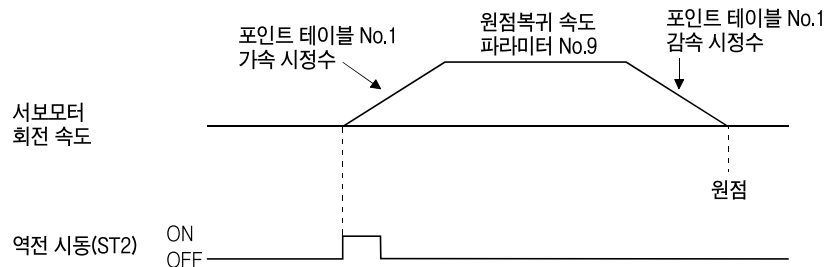 포인트 테이블 No.1
가속 시정수
원점복귀 속도
파라미터 No.9
포인트 테이블 No.1
감속 시정수
서보모터
회전 속도
원점
역전 시동(ST2)
ON
OFF